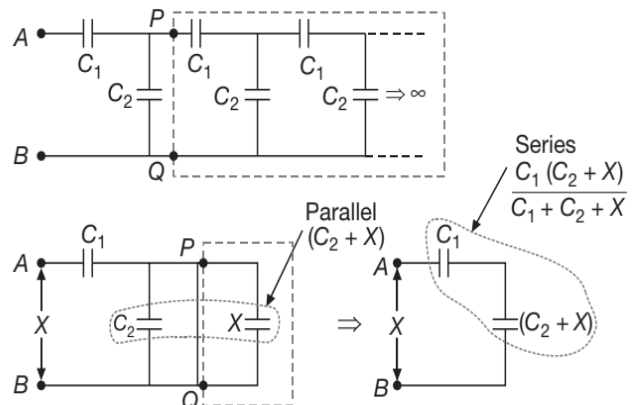 P
A
C₁
C₁
C₁
C₂
C₂
C₂ ⇒ ∞
B
Q
Series
C₁ (C₂ + X)
C₁ + C₂ + X
Parallel
(C₂ + X)
C₁
P
A
X
C₂
X
B
Q
⇒
C₁
A
X
(C₂ + X)
B